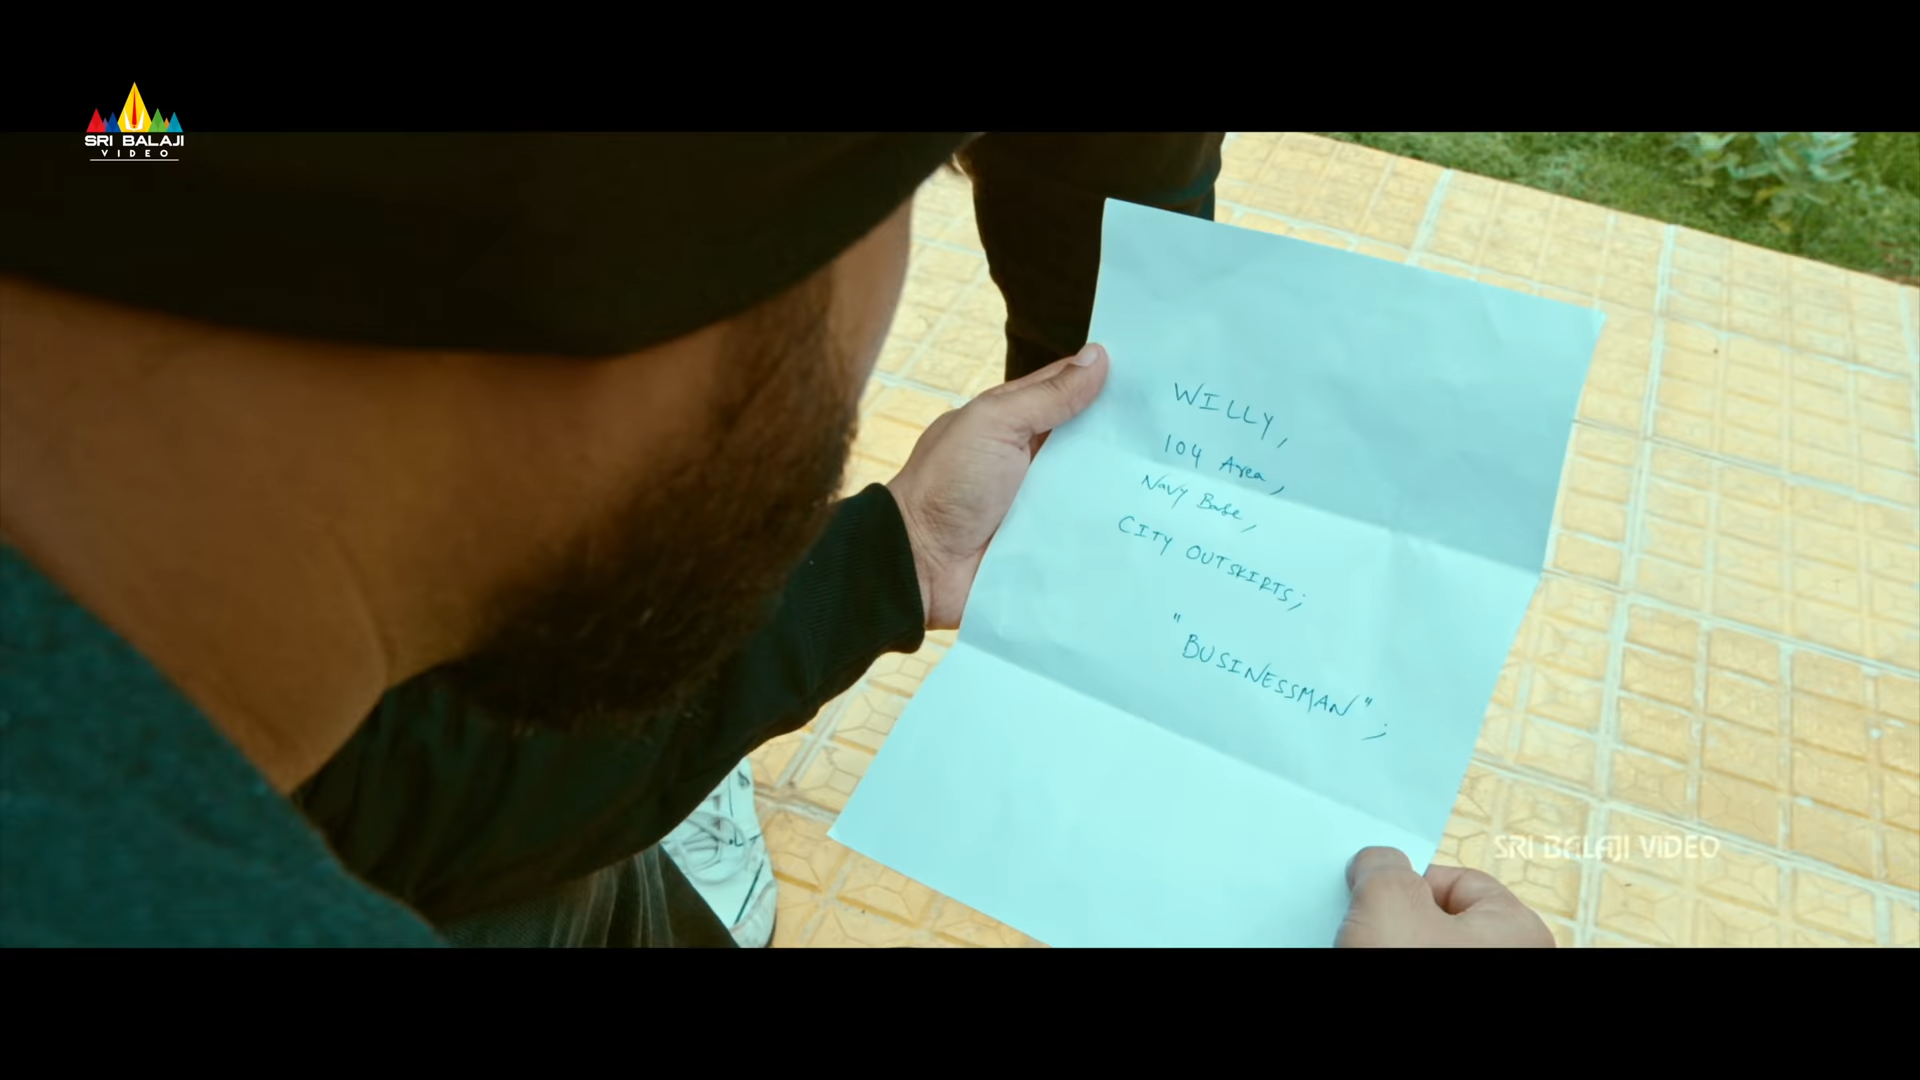 SRI BALAJI
VIDEO
WILLY,
104 Area,
Navy Base,
CITY OUTSKIRTS;
"BUSINESSMAN";
SRI BALAJI VIDEO